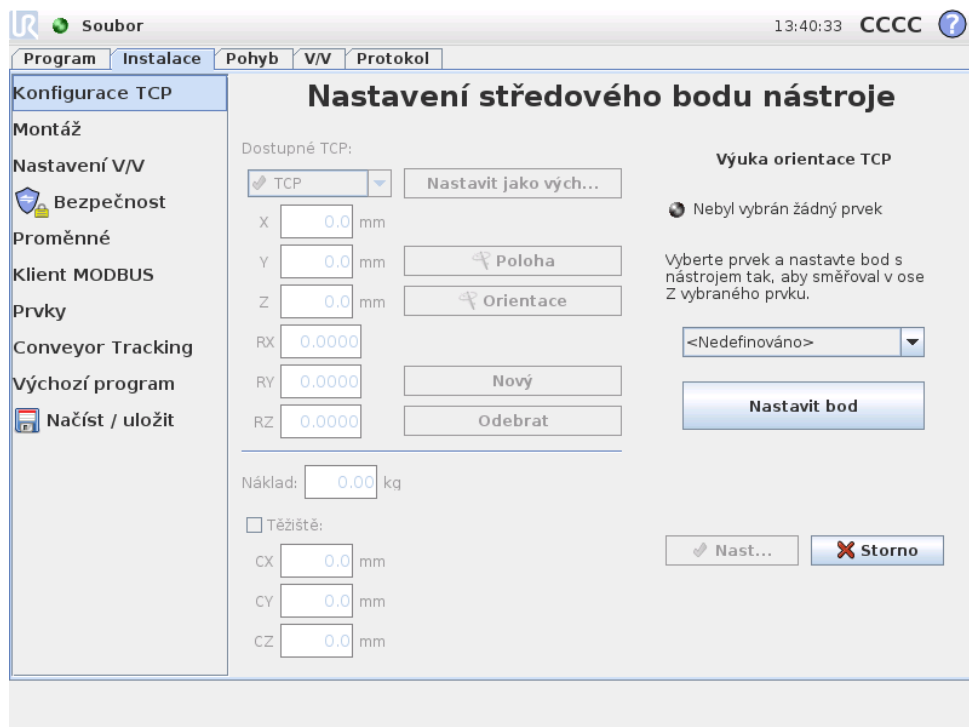 UR Soubor 13:40:33 CCCC ?
Program Instalace Pohyb V/V Protokol
Konfigurace TCP
Montáž
Nastavení V/V
Bezpečnost
Proměnné
Klient MODBUS
Prvky
Conveyor Tracking
Výchozí program
Načíst / uložit
Nastavení středového bodu nástroje
Dostupné TCP:
TCP Nastavit jako vých...
X 0.0 mm
Y 0.0 mm Poloha
Z 0.0 mm Orientace
RX 0.0000
RY 0.0000 Nový
RZ 0.0000 Odebrat
Náklad: 0.00 kg
Těžiště:
CX 0.0 mm
CY 0.0 mm
CZ 0.0 mm
Výuka orientace TCP
Nebyl vybrán žádný prvek
Vyberte prvek a nastavte bod s
nástrojem tak, aby směřoval v ose
Z vybraného prvku.
<Nedefinováno>
Nastavit bod
Nast... Storno